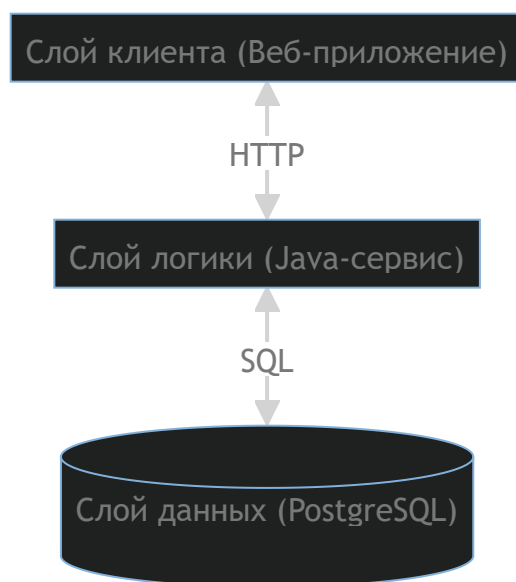 Слой клиента (Веб-приложение)
HTTP
Слой логики (Java-сервис)
SQL
Слой данных (PostgreSQL)